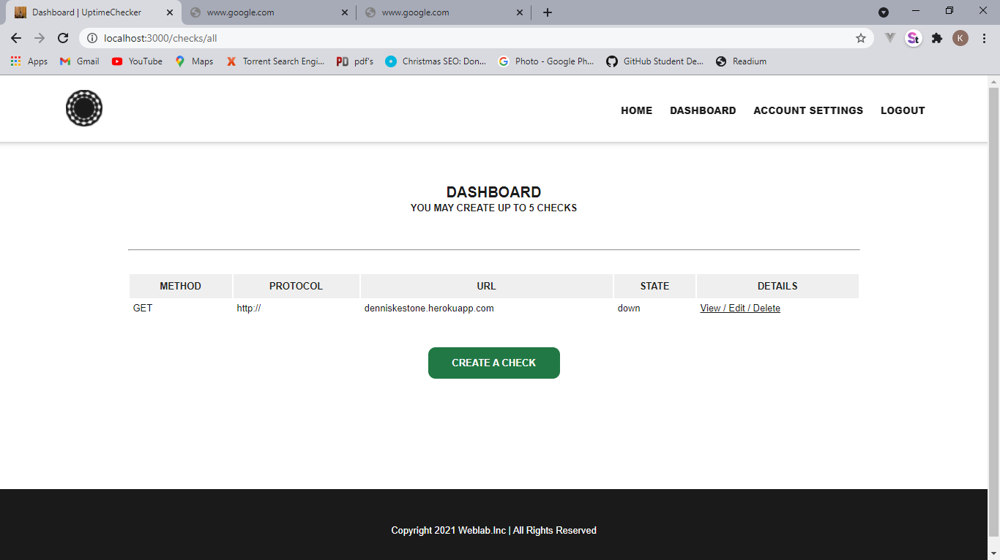 Dashboard | UptimeChecker www.google.com www.google.com
localhost:3000/checks/all K
Apps Gmail YouTube Maps Torrent Search Engi... PD pdf's Christmas SEO: Don... Photo - Google Ph... GitHub Student De... Readium
HOME DASHBOARD ACCOUNT SETTINGS LOGOUT
DASHBOARD
YOU MAY CREATE UP TO 5 CHECKS
METHOD PROTOCOL URL STATE DETAILS
GET http:// denniskestone.herokuapp.com down View / Edit / Delete
CREATE A CHECK
Copyright 2021 Weblab.Inc | All Rights Reserved